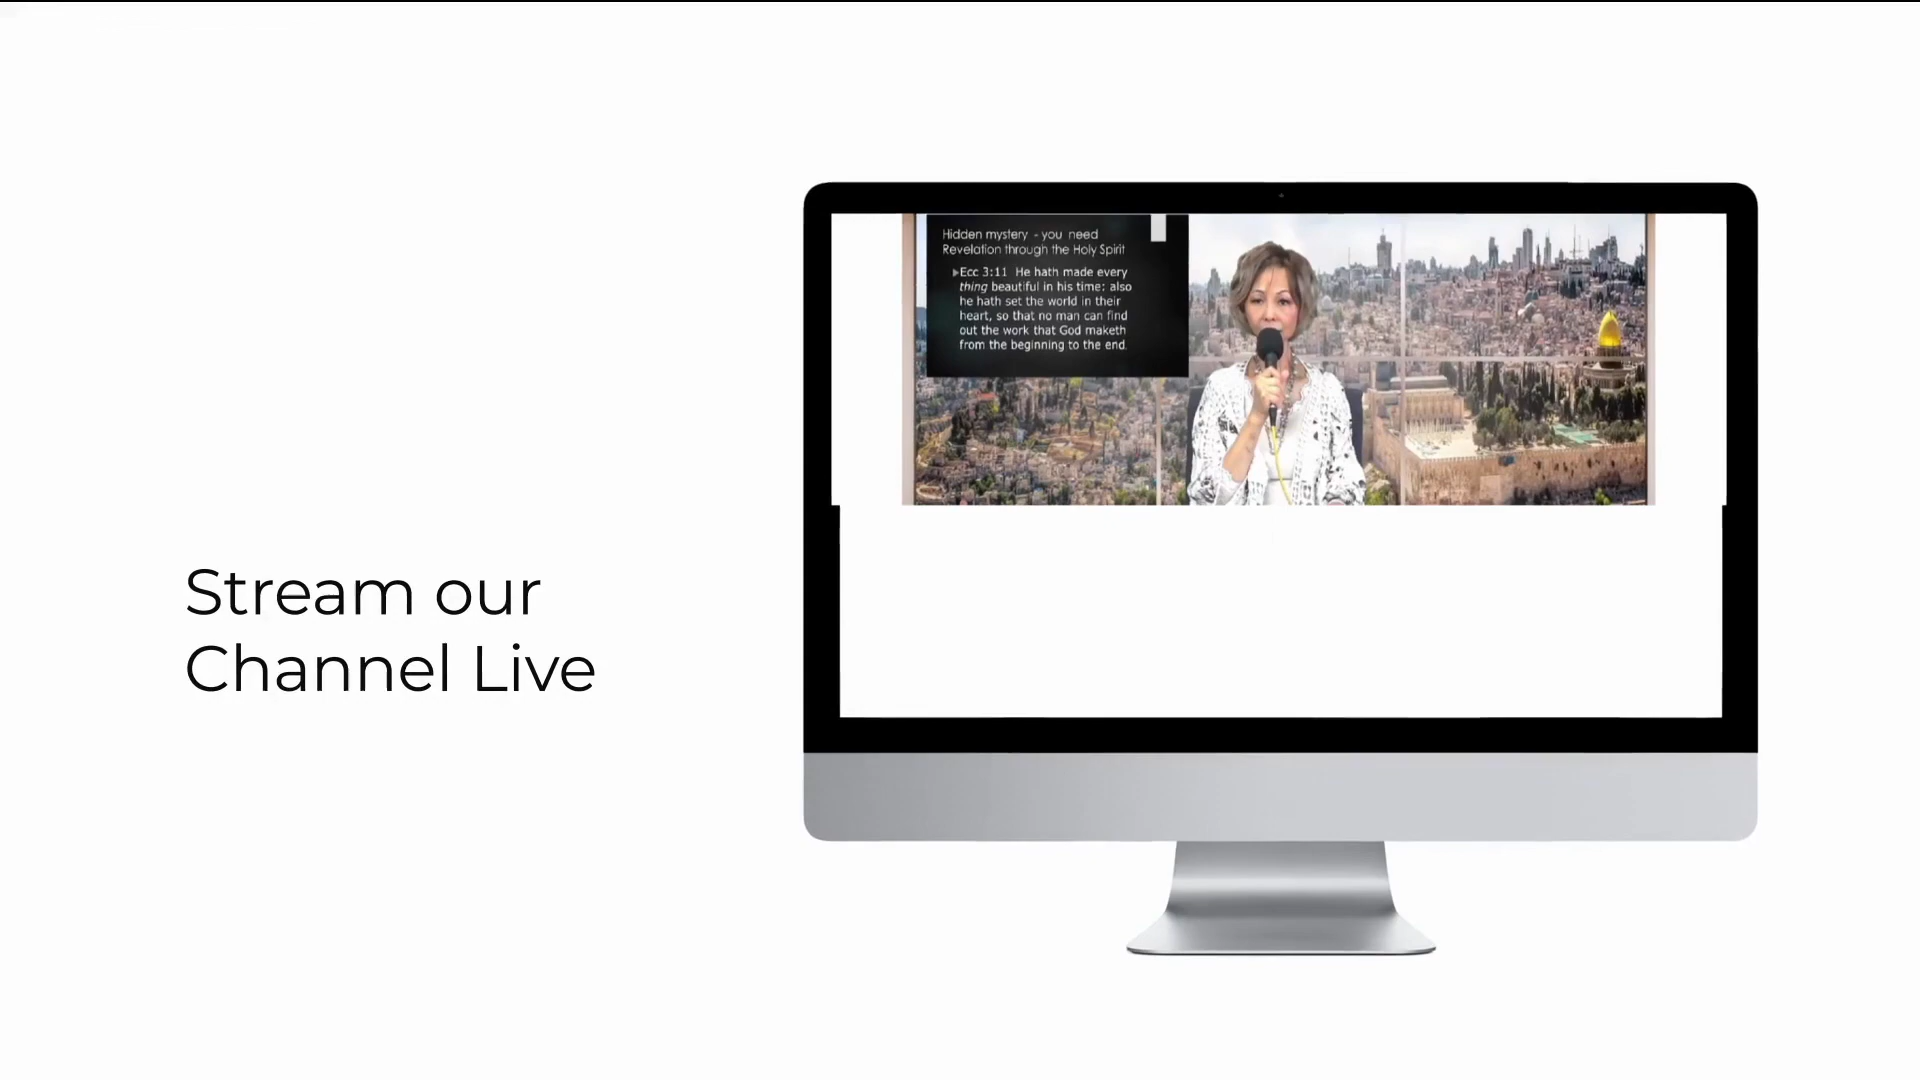 Hidden mystery - you need
Revelation through the Holy Spirit
Ecc 3:11 He hath made every
thing beautiful in his time: also
he hath set the world in their
heart, so that no man can find
out the work that God maketh
from the beginning to the end.
Stream our
Channel Live